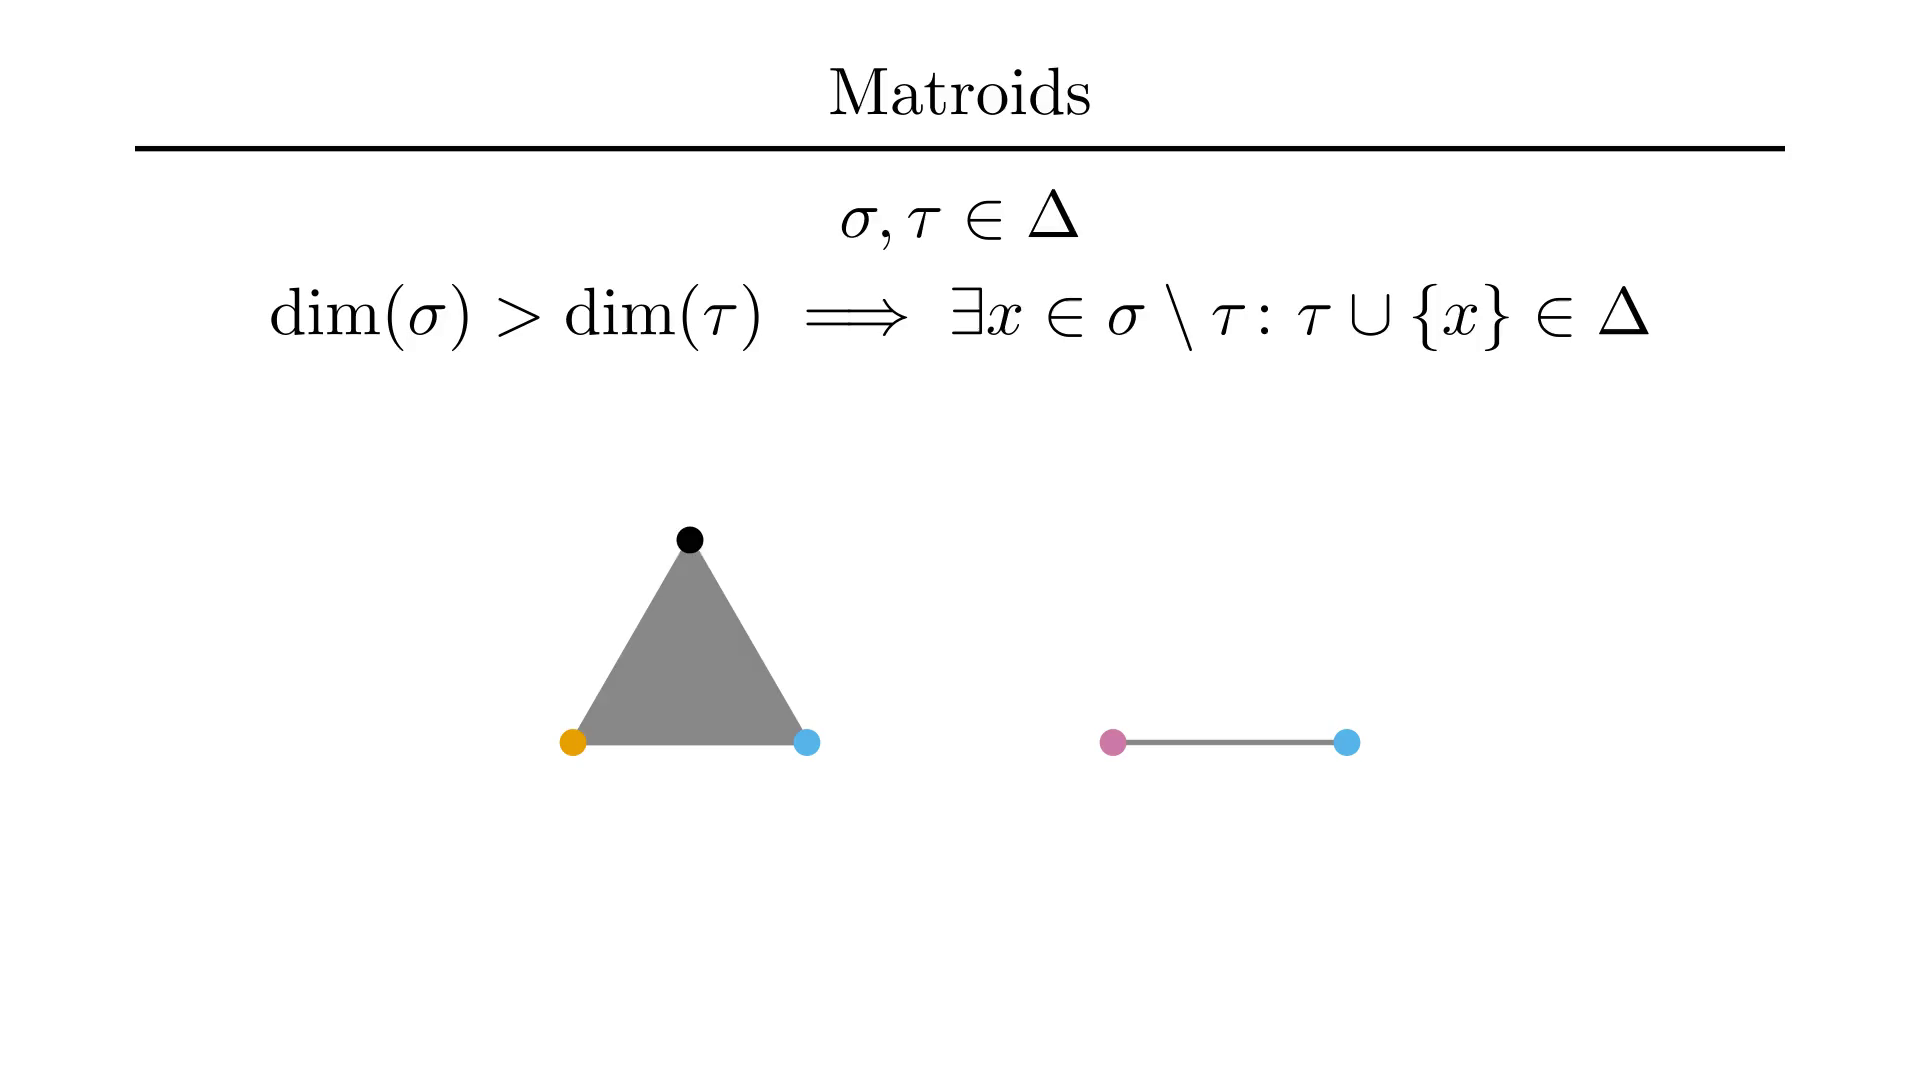 Matroids
σ, τ ∈ Δ
dim(σ) > dim(τ) ⟹ ∃x ∈ σ \ τ : τ ∪ {x} ∈ Δ